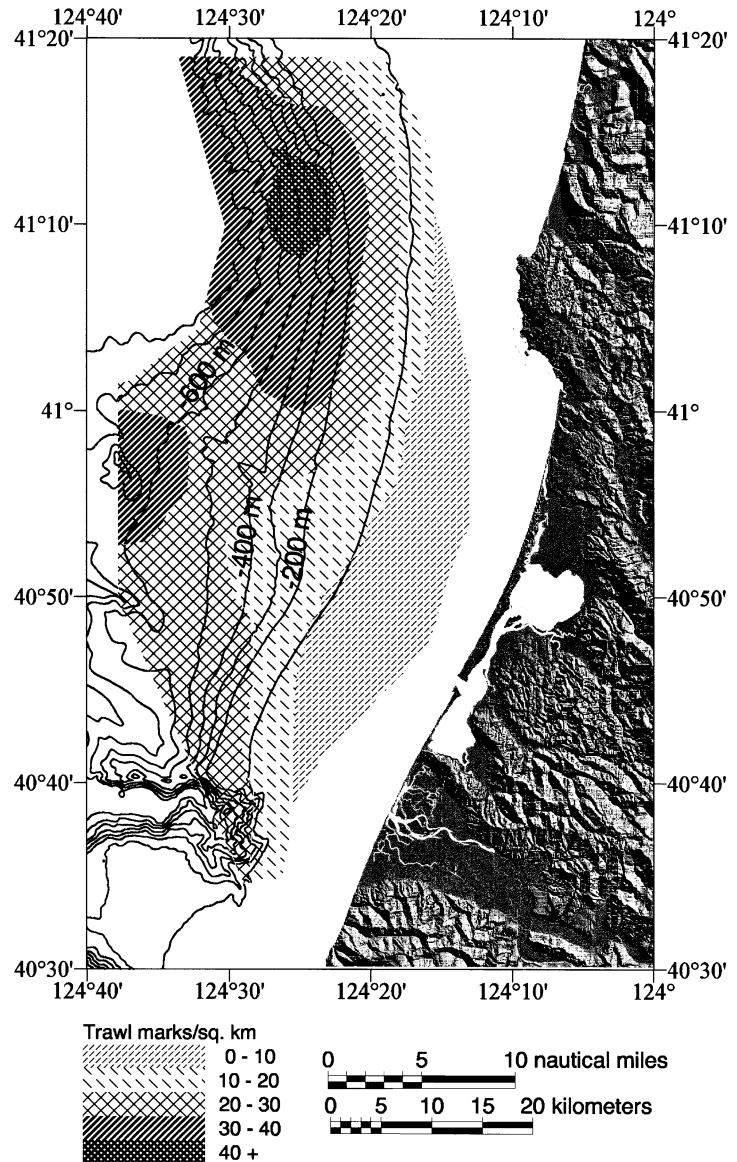 124°40' 124°30' 124°20' 124°10' 124°
41°20' 41°20'
41°10' 41°10'
-600 m
41° 41°
-400 m
-200 m
40°50' 40°50'
40°40' 40°40'
40°30' 40°30'
124°40' 124°30' 124°20' 124°10' 124°
Trawl marks/sq. km
0 - 10
10 - 20
20 - 30
30 - 40
40 +
0 5 10 nautical miles
0 5 10 15 20 kilometers